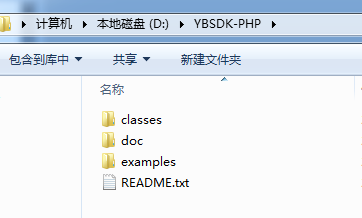 计算机 ▸ 本地磁盘 (D:) ▸ YBSDK-PHP ▸
包含到库中 ▾ 共享 ▾ 新建文件夹
名称
classes
doc
examples
README.txt